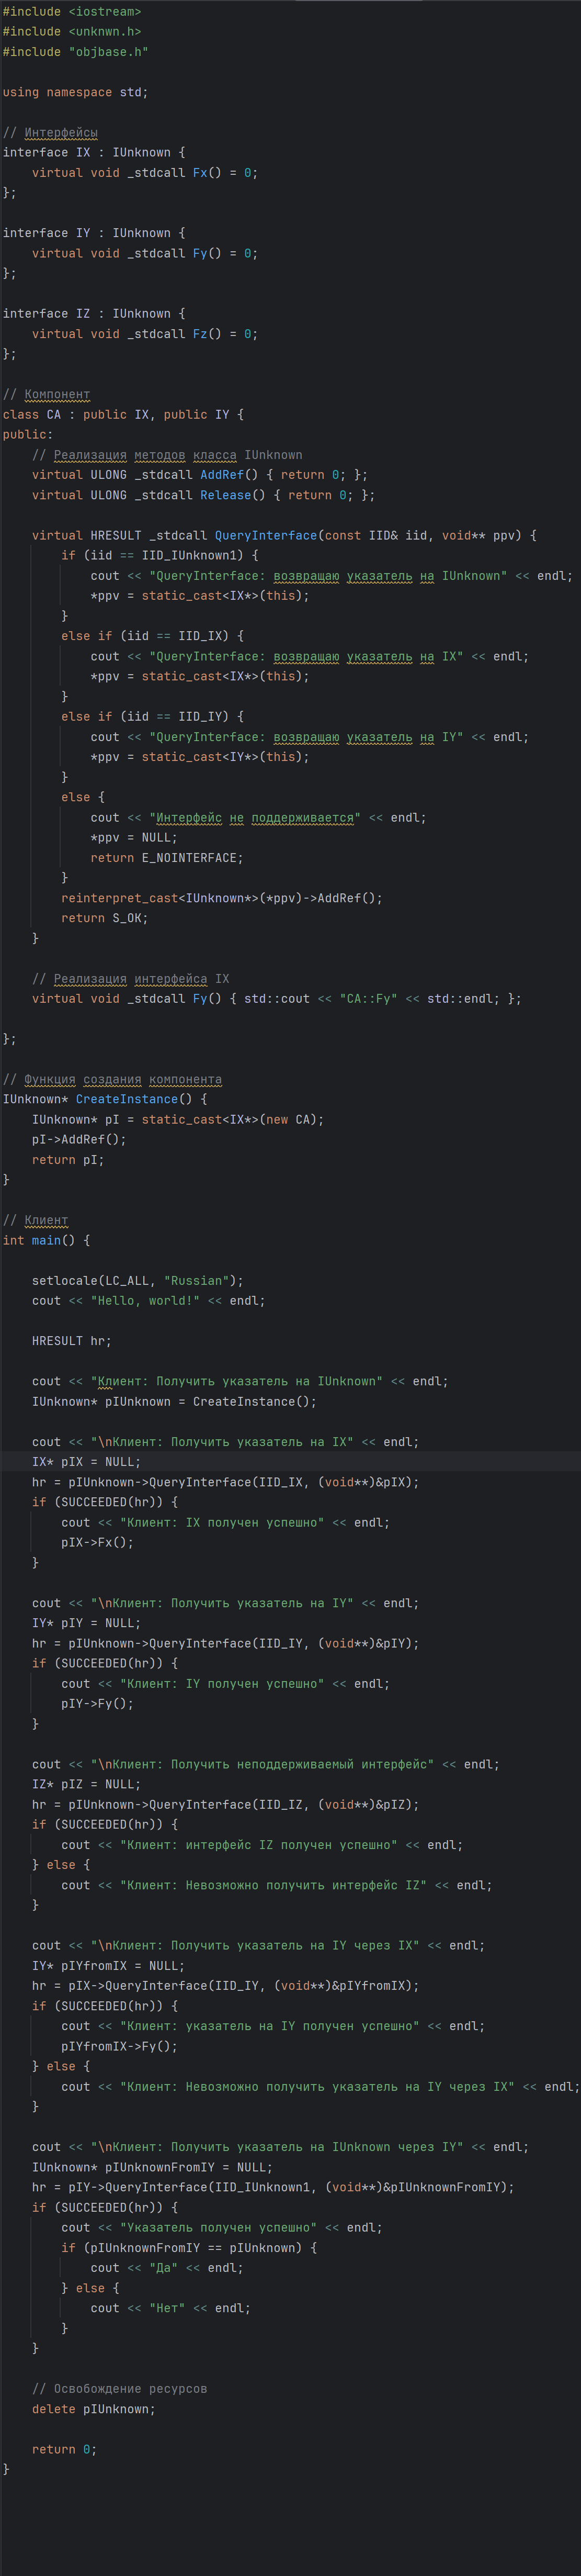 #include <iostream>
#include <unknwn.h>
#include "objbase.h"

using namespace std;

// Интерфейсы
interface IX : IUnknown {
    virtual void _stdcall Fx() = 0;
};

interface IY : IUnknown {
    virtual void _stdcall Fy() = 0;
};

interface IZ : IUnknown {
    virtual void _stdcall Fz() = 0;
};

// Компонент
class CA : public IX, public IY {
public:
    // Реализация методов класса IUnknown
    virtual ULONG _stdcall AddRef() { return 0; };
    virtual ULONG _stdcall Release() { return 0; };

    virtual HRESULT _stdcall QueryInterface(const IID& iid, void** ppv) {
        if (iid == IID_IUnknown1) {
            cout << "QueryInterface: возвращаю указатель на IUnknown" << endl;
            *ppv = static_cast<IX*>(this);
        }
        else if (iid == IID_IX) {
            cout << "QueryInterface: возвращаю указатель на IX" << endl;
            *ppv = static_cast<IX*>(this);
        }
        else if (iid == IID_IY) {
            cout << "QueryInterface: возвращаю указатель на IY" << endl;
            *ppv = static_cast<IY*>(this);
        }
        else {
            cout << "Интерфейс не поддерживается" << endl;
            *ppv = NULL;
            return E_NOINTERFACE;
        }
        reinterpret_cast<IUnknown*>(*ppv)->AddRef();
        return S_OK;
    }

    // Реализация интерфейса IX
    virtual void _stdcall Fy() { std::cout << "CA::Fy" << std::endl; };

};

// Функция создания компонента
IUnknown* CreateInstance() {
    IUnknown* pI = static_cast<IX*>(new CA);
    pI->AddRef();
    return pI;
}

// Клиент
int main() {

    setlocale(LC_ALL, "Russian");
    cout << "Hello, world!" << endl;

    HRESULT hr;

    cout << "Клиент: Получить указатель на IUnknown" << endl;
    IUnknown* pIUnknown = CreateInstance();

    cout << "\nКлиент: Получить указатель на IX" << endl;
    IX* pIX = NULL;
    hr = pIUnknown->QueryInterface(IID_IX, (void**)&pIX);
    if (SUCCEEDED(hr)) {
        cout << "Клиент: IX получен успешно" << endl;
        pIX->Fx();
    }

    cout << "\nКлиент: Получить указатель на IY" << endl;
    IY* pIY = NULL;
    hr = pIUnknown->QueryInterface(IID_IY, (void**)&pIY);
    if (SUCCEEDED(hr)) {
        cout << "Клиент: IY получен успешно" << endl;
        pIY->Fy();
    }

    cout << "\nКлиент: Получить неподдерживаемый интерфейс" << endl;
    IZ* pIZ = NULL;
    hr = pIUnknown->QueryInterface(IID_IZ, (void**)&pIZ);
    if (SUCCEEDED(hr)) {
        cout << "Клиент: интерфейс IZ получен успешно" << endl;
    } else {
        cout << "Клиент: Невозможно получить интерфейс IZ" << endl;
    }

    cout << "\nКлиент: Получить указатель на IY через IX" << endl;
    IY* pIYfromIX = NULL;
    hr = pIX->QueryInterface(IID_IY, (void**)&pIYfromIX);
    if (SUCCEEDED(hr)) {
        cout << "Клиент: указатель на IY получен успешно" << endl;
        pIYfromIX->Fy();
    } else {
        cout << "Клиент: Невозможно получить указатель на IY через IX" << endl;
    }

    cout << "\nКлиент: Получить указатель на IUnknown через IY" << endl;
    IUnknown* pIUnknownFromIY = NULL;
    hr = pIY->QueryInterface(IID_IUnknown1, (void**)&pIUnknownFromIY);
    if (SUCCEEDED(hr)) {
        cout << "Указатель получен успешно" << endl;
        if (pIUnknownFromIY == pIUnknown) {
            cout << "Да" << endl;
        } else {
            cout << "Нет" << endl;
        }
    }

    // Освобождение ресурсов
    delete pIUnknown;

    return 0;
}